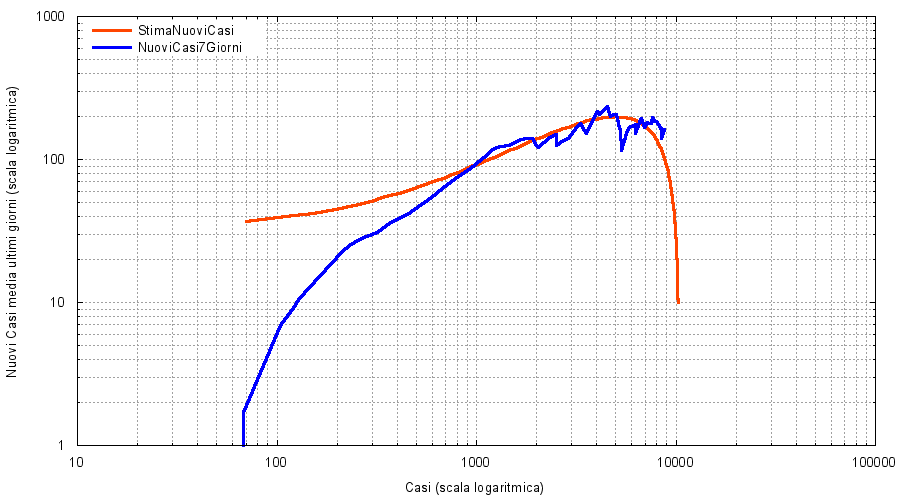 1000
StimaNuoviCasi
NuoviCasi7Giorni
100
10
1
Nuovi Casi media ultimi giorni (scala logaritmica)
10 100 1000 10000 100000
Casi (scala logaritmica)